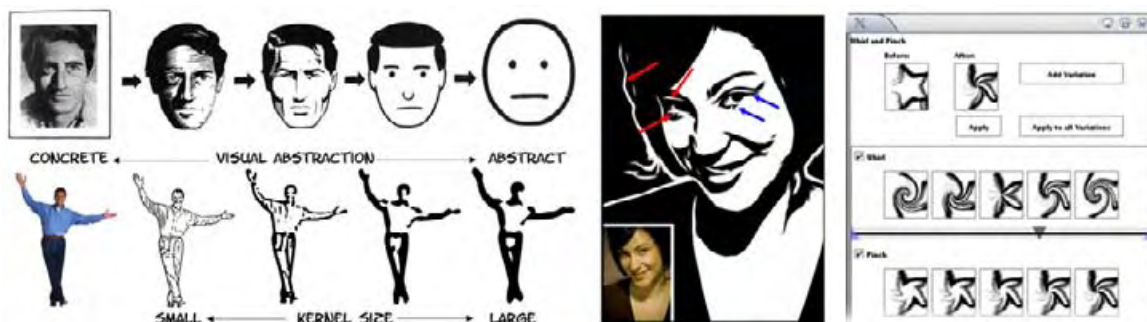 CONCRETE
VISUAL ABSTRACTION
ABSTRACT
SMALL
KERNEL SIZE
LARGE
Whirl and Pinch
Before
After
Add Variation
Apply
Apply to all Variations
Whirl
Pinch